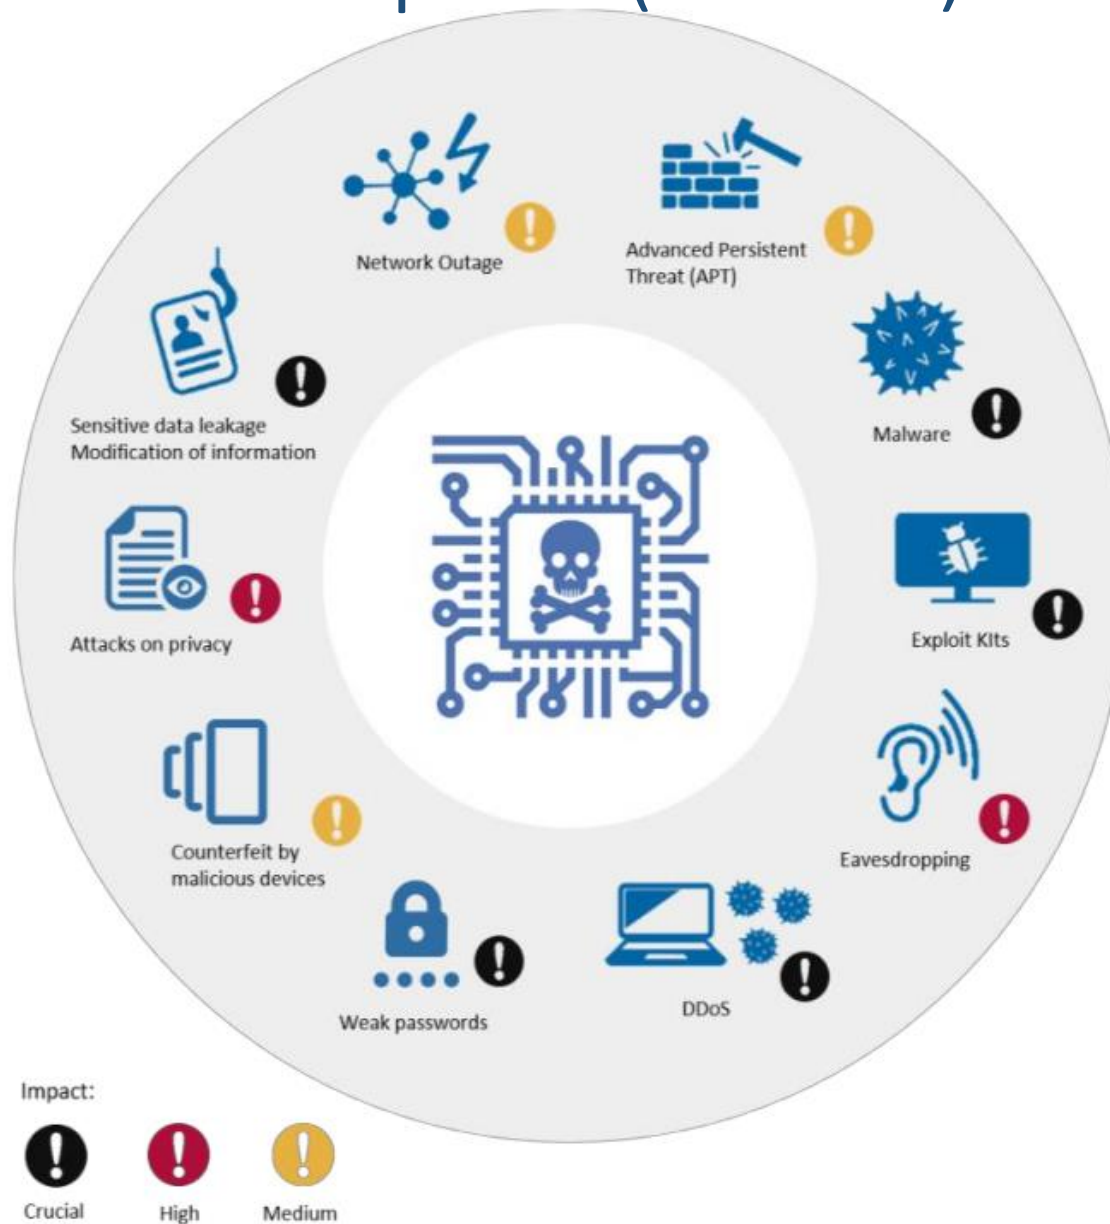 Network Outage
Advanced Persistent
Threat (APT)
Sensitive data leakage
Modification of information
Malware
Attacks on privacy
Exploit KIts
Counterfeit by
malicious devices
Eavesdropping
Weak passwords
DDoS
Impact:
Crucial High Medium